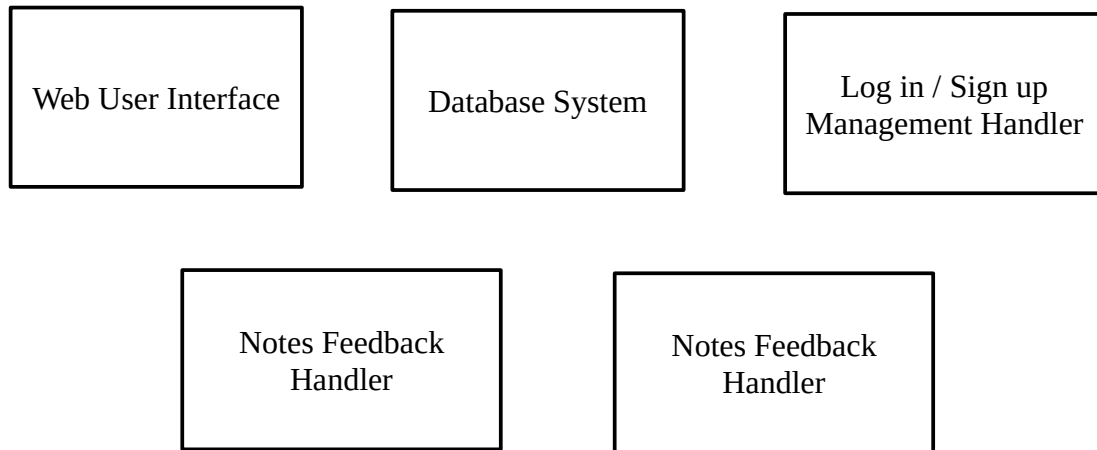 Web User Interface
Database System
Log in / Sign up
Management Handler
Notes Feedback
Handler
Notes Feedback
Handler